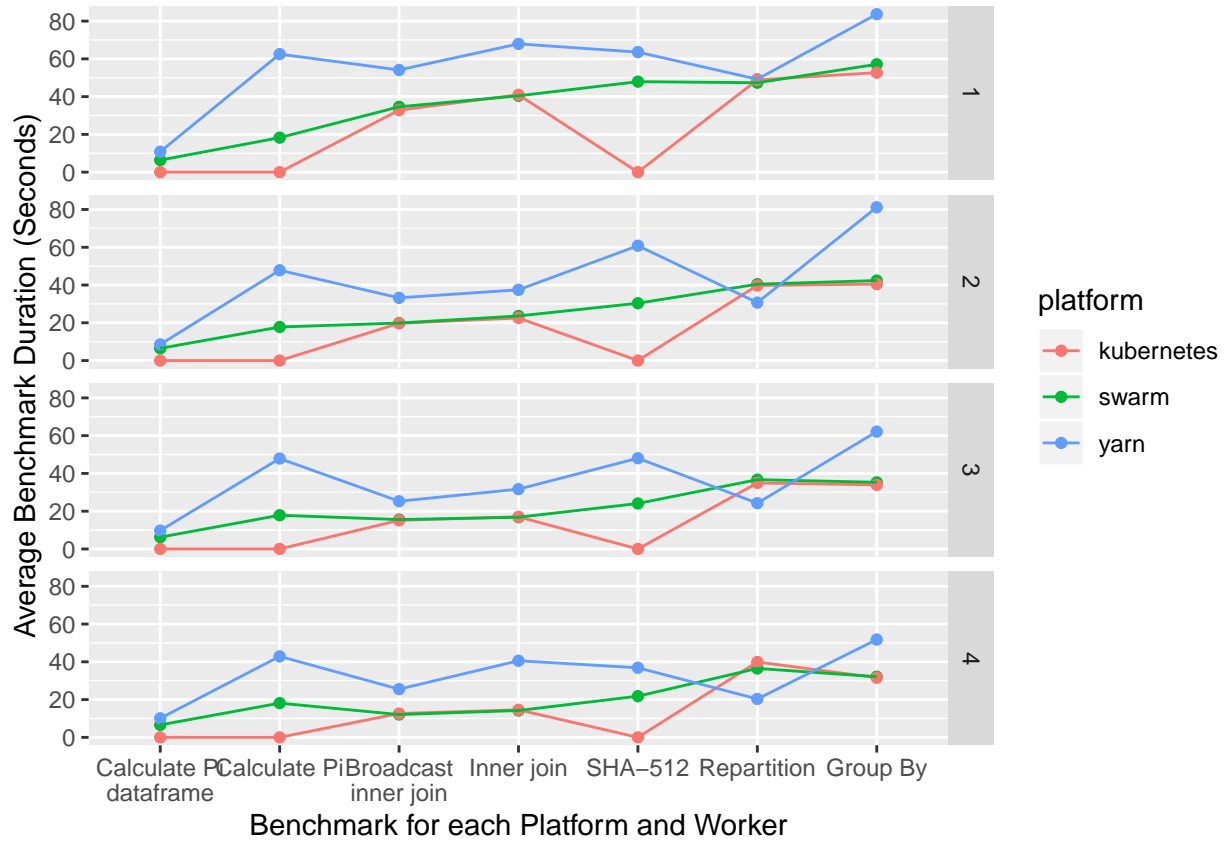 80
60
40
20
0
1
80
60
40
20
0
2
80
60
40
20
0
3
80
60
40
20
0
4
Average Benchmark Duration (Seconds)
Calculate Pi
dataframe
Calculate Pi
Broadcast
inner join
Inner join
SHA−512
Repartition
Group By
Benchmark for each Platform and Worker
platform
kubernetes
swarm
yarn